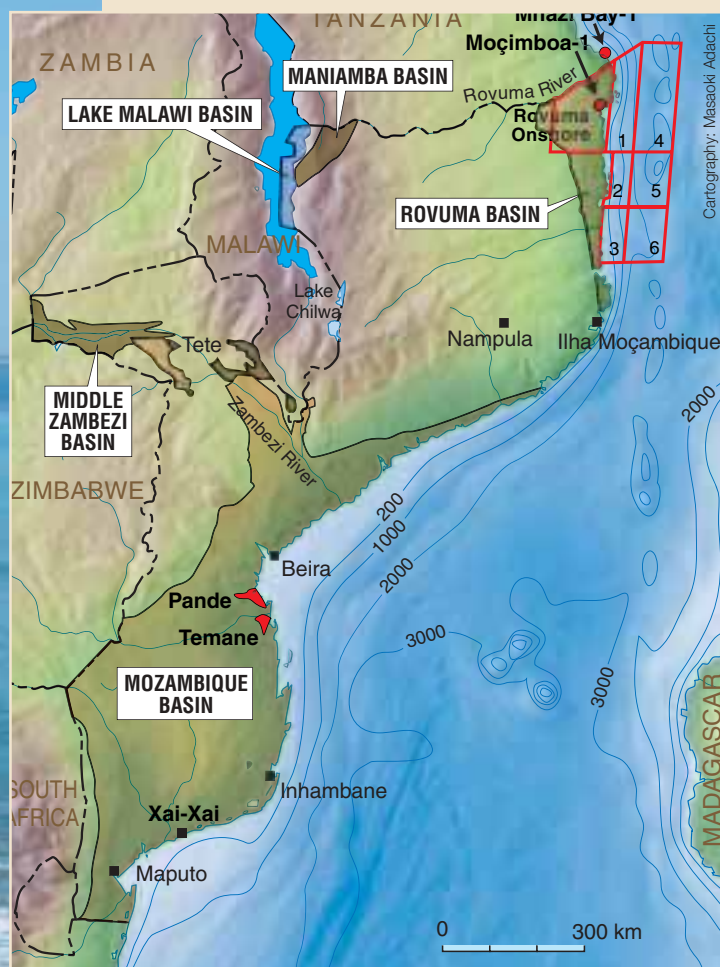 TANZANIA
Mnazi Bay-1
Moçimboa-1
ZAMBIA
MANIAMBA BASIN
Rovuma River
LAKE MALAWI BASIN
Rovuma
Onshore
1
4
2
5
3
6
Cartography: Masaoki Adachi
ROVUMA BASIN
MALAWI
Lake
Chilwa
Nampula
Ilha Moçambique
Tete
MIDDLE
ZAMBEZI
BASIN
Zambezi River
2000
ZIMBABWE
200
1000
2000
Beira
Pande
Temane
3000
3000
MOZAMBIQUE
BASIN
MADAGASCAR
Inhambane
SOUTH
AFRICA
Xai-Xai
Maputo
0 300 km